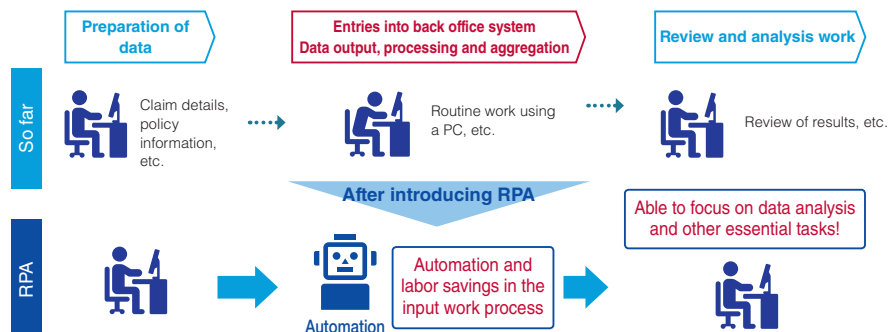 Preparation of
data
Entries into back office system
Data output, processing and aggregation
Review and analysis work
So far
Claim details,
policy
information,
etc.
Routine work using
a PC, etc.
Review of results, etc.
After introducing RPA
Able to focus on data analysis
and other essential tasks!
RPA
Automation
Automation and
labor savings in the
input work process